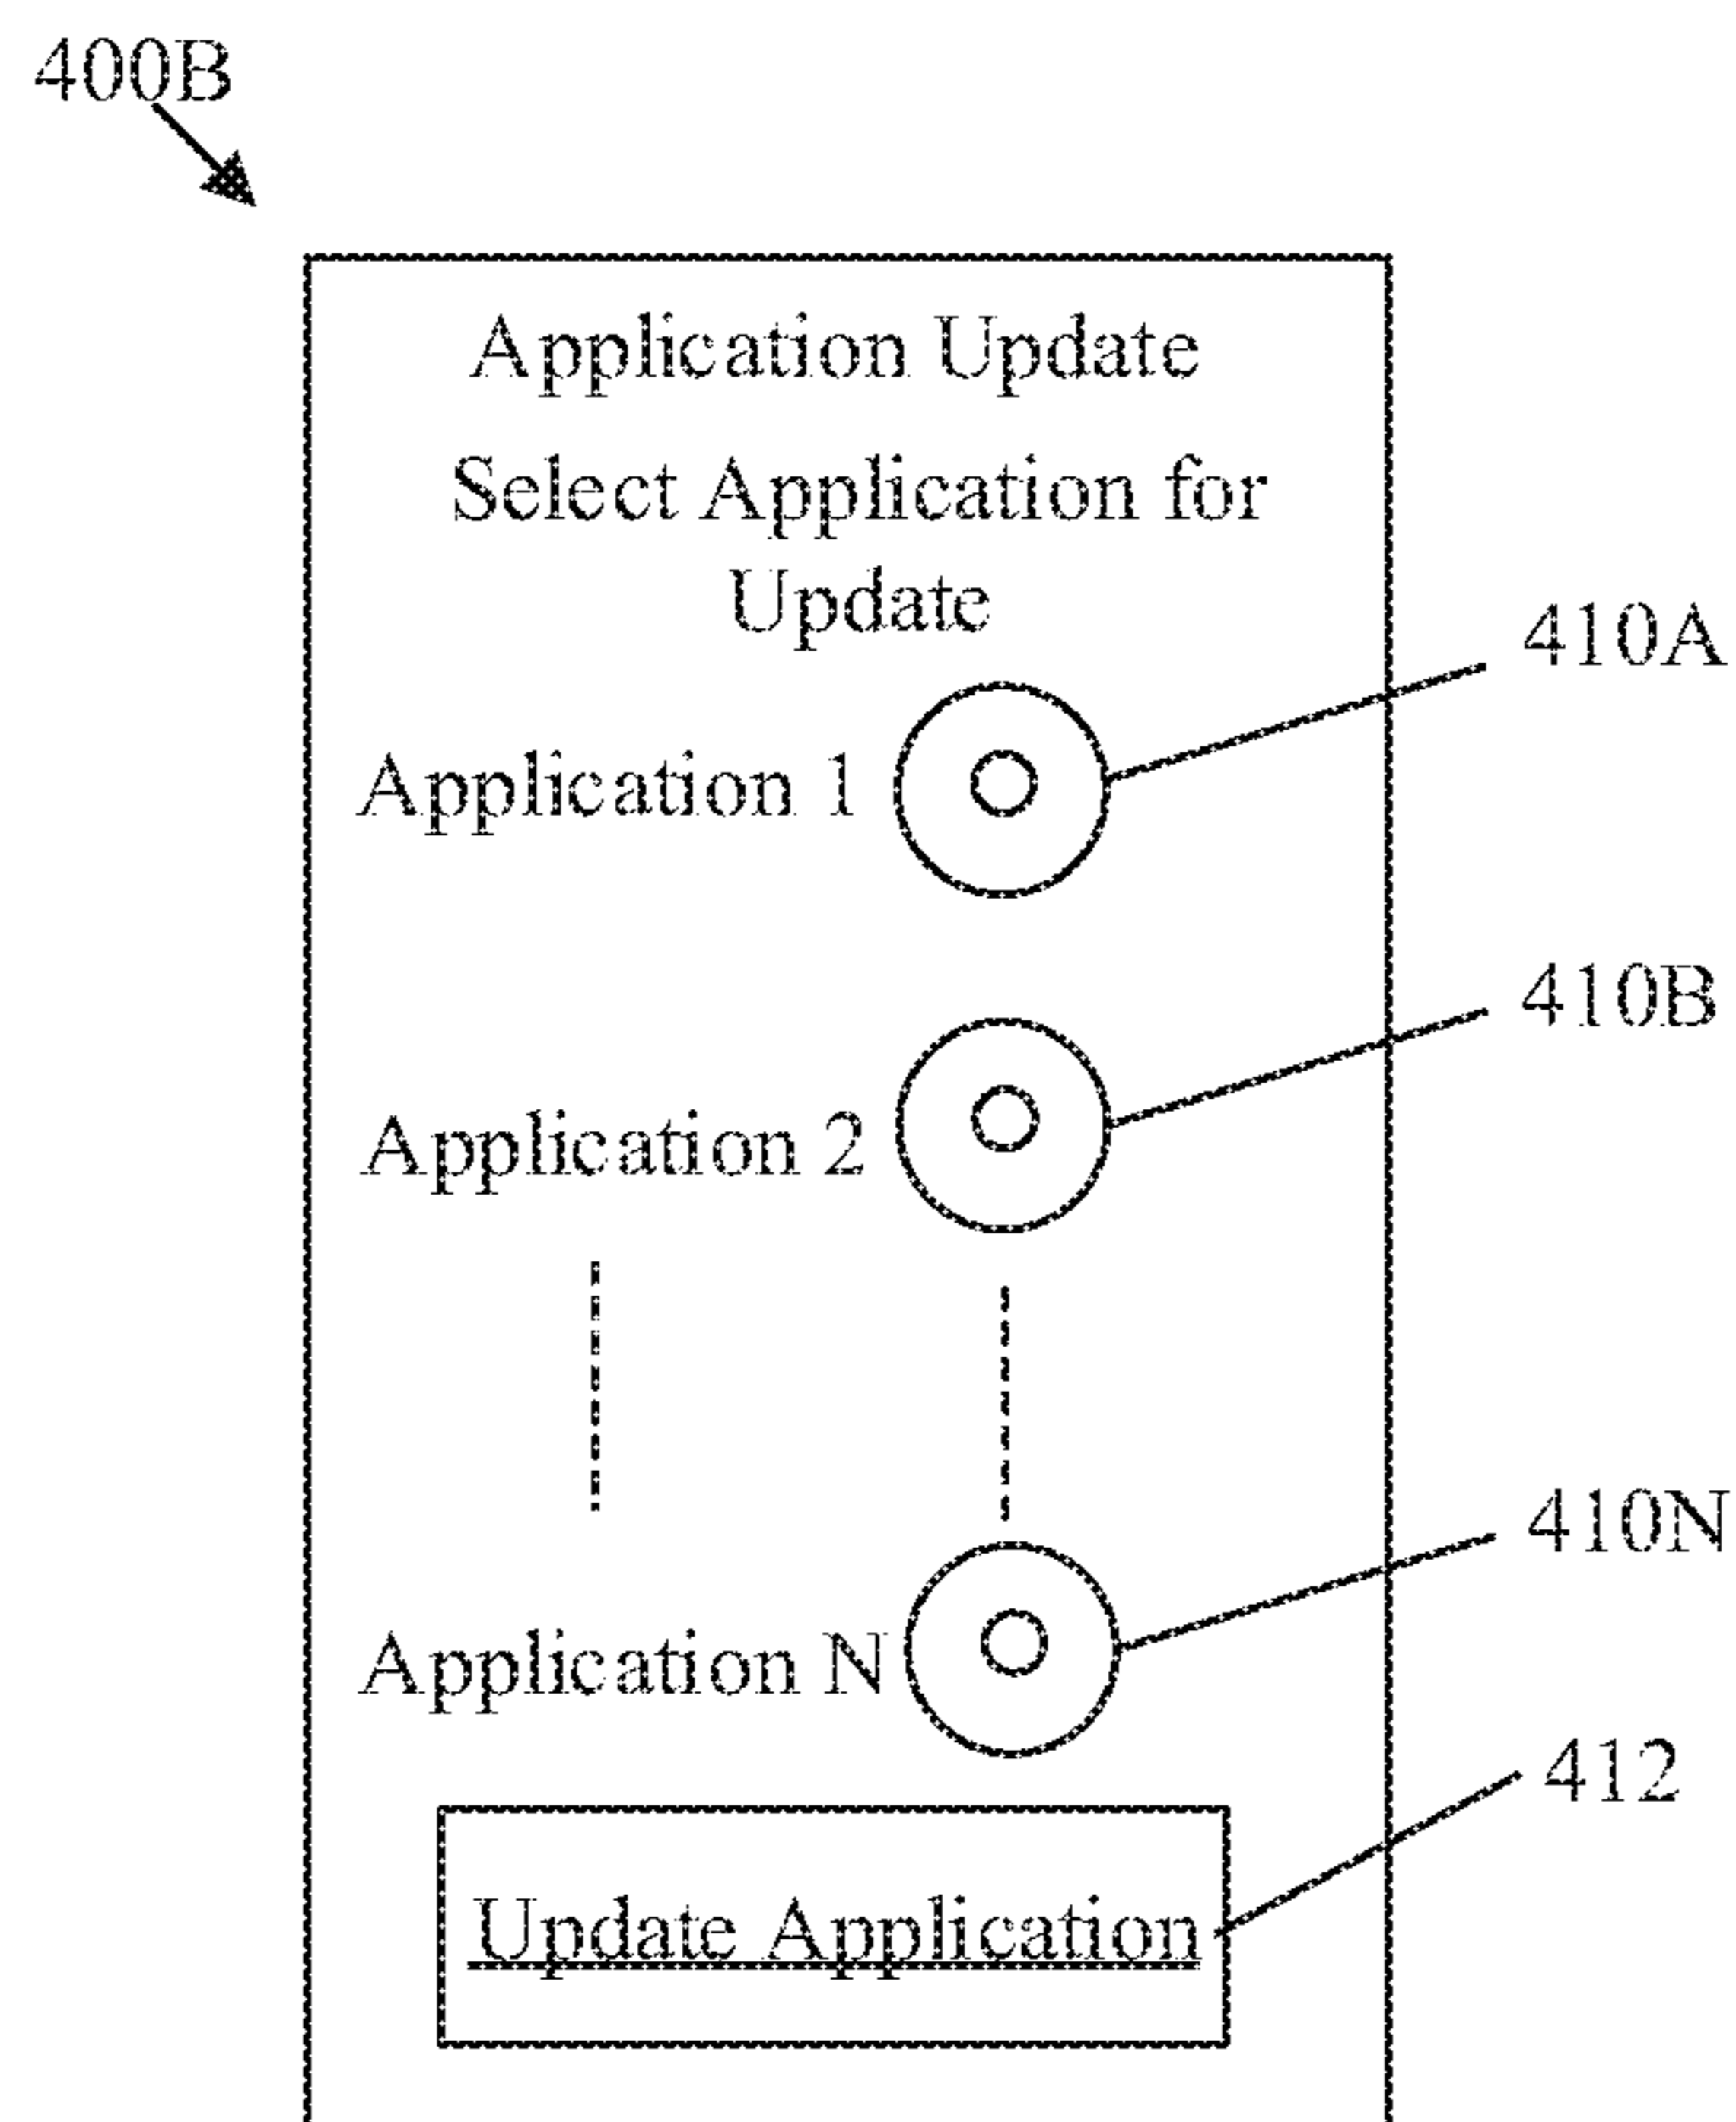 400B
Application Update
Select Application for
Update
410A
Application 1
410B
Application 2
410N
Application N
412
Update Application